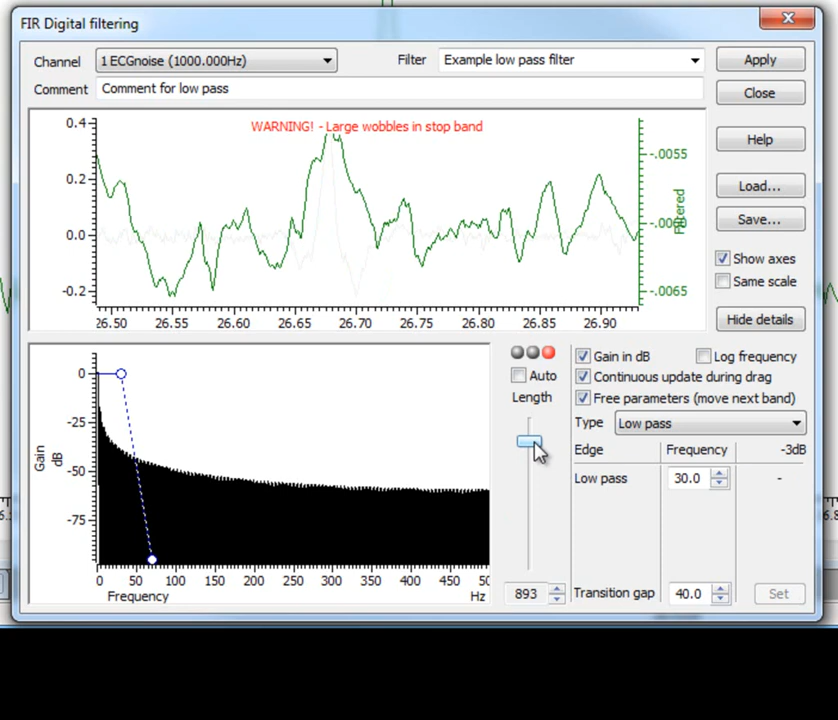 FIR Digital filtering
Channel 1 ECGnoise (1000.000Hz) Filter Example low pass filter Apply
Comment Comment for low pass Close
WARNING! - Large wobbles in stop band
0.4
0.2
0.0
-0.2
26.50 26.55 26.60 26.65 26.70 26.75 26.80 26.85 26.90
-.0055
-.0065
Filtered
Help
Load...
Save...
Show axes
Same scale
Hide details
Gain dB
0
-25
-50
-75
0 50 100 150 200 250 300 350 400 450 50
Frequency Hz
Auto
Length
893
Gain in dB Log frequency
Continuous update during drag
Free parameters (move next band)
Type Low pass
Edge Frequency -3dB
Low pass 30.0 -
Transition gap 40.0 Set